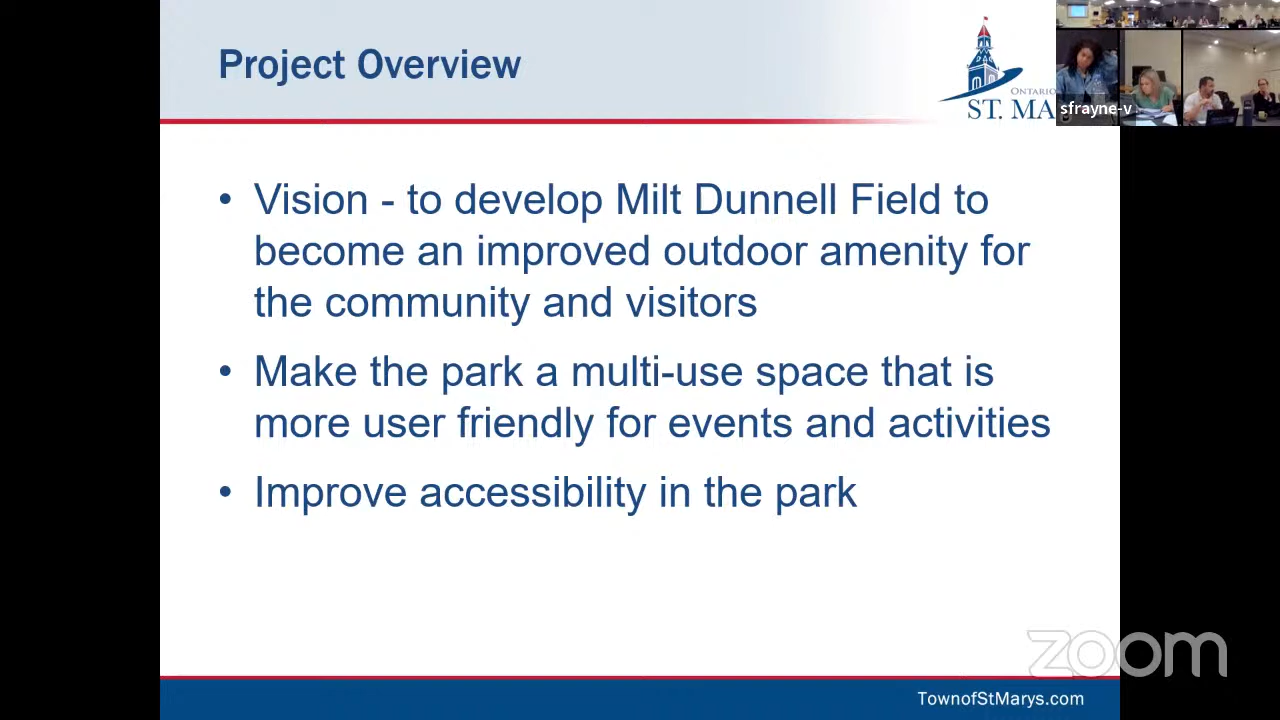 Project Overview
ONTARIO
ST. MA
sfrayne-v
• Vision - to develop Milt Dunnell Field to
become an improved outdoor amenity for
the community and visitors
• Make the park a multi-use space that is
more user friendly for events and activities
• Improve accessibility in the park
zoom
TownofStMarys.com